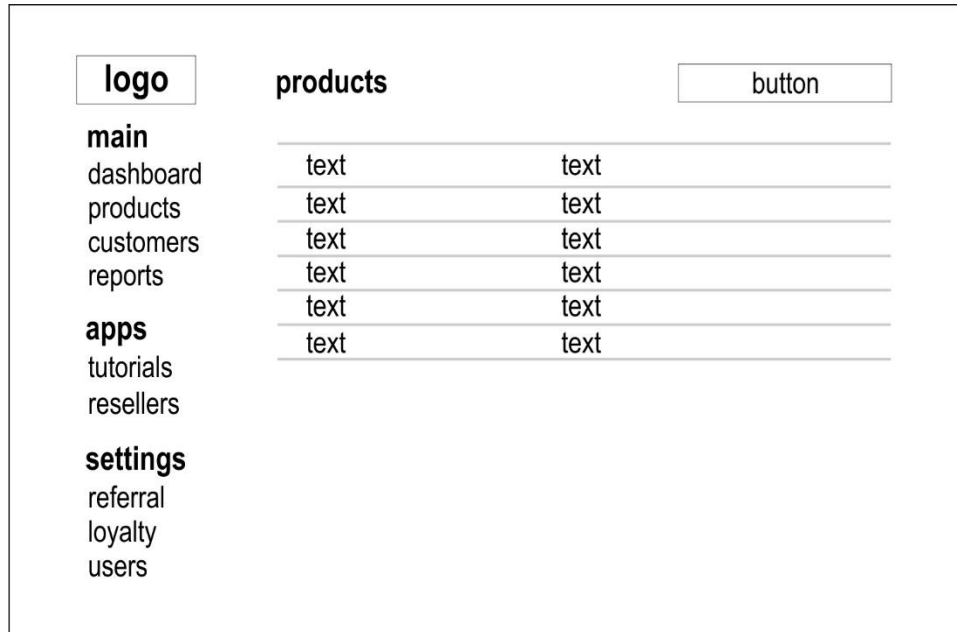 logo
main
dashboard
products
customers
reports
apps
tutorials
resellers
settings
referral
loyalty
users
products
button
text text
text text
text text
text text
text text
text text